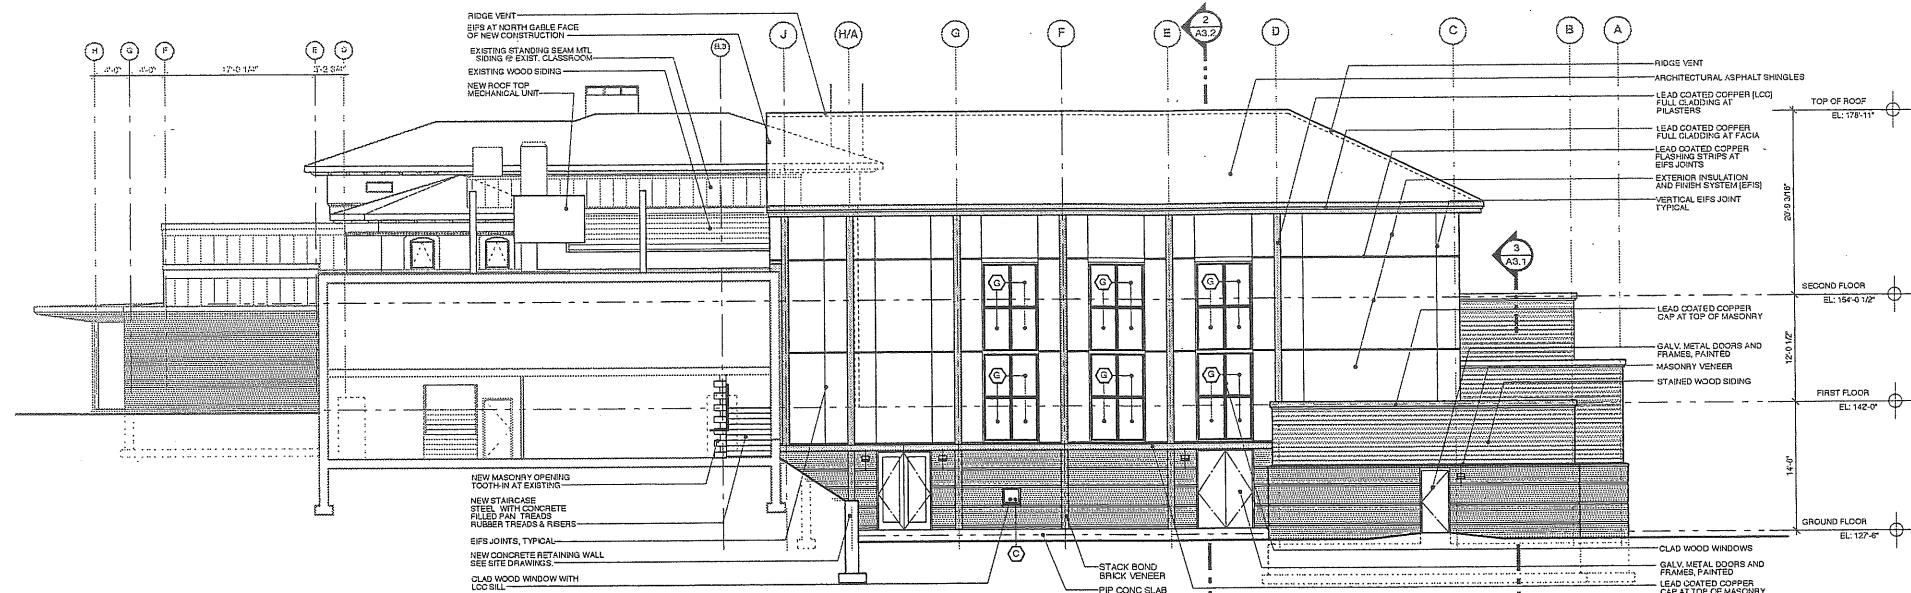 H
G
F
E
D
4'-0"
4'-0"
17'-0 1/4"
RIDGE VENT
EIFS AT NORTH GABLE FACE
OF NEW CONSTRUCTION
EXISTING STANDING SEAM MTL
SIDING @ EXIST. CLASSROOM
EXISTING WOOD SIDING
NEW ROOF TOP
MECHANICAL UNIT
J
H/A
G
F
E
2
A3.2
D
C
B
A
RIDGE VENT
ARCHITECTURAL ASPHALT SHINGLES
LEAD COATED COPPER [LCC]
FULL CLADDING AT
PILASTERS
LEAD COATED COPPER
FULL CLADDING AT FACIA
LEAD COATED COPPER
FLASHING STRIPS AT
EIFS JOINTS
EXTERIOR INSULATION
AND FINISH SYSTEM [EFIS]
VERTICAL EIFS JOINT
TYPICAL
3
A3.1
TOP OF ROOF
EL: 178'-11"
SECOND FLOOR
EL: 154'-0 1/2"
12'-0 1/2"
FIRST FLOOR
EL: 142'-0"
14'-6"
GROUND FLOOR
EL: 127'-6"
LEAD COATED COPPER
CAP AT TOP OF MASONRY
GALV. METAL DOORS AND
FRAMES, PAINTED
MASONRY VENEER
STAINED WOOD SIDING
G
G
G
G
G
G
NEW MASONRY OPENING
TOOTH-IN AT EXISTING
NEW STAIRCASE
STEEL WITH CONCRETE
FILLED PAN TREADS
RUBBER TREADS & RISERS
EIFS JOINTS, TYPICAL
NEW CONCRETE RETAINING WALL
SEE SITE DRAWINGS.
CLAD WOOD WINDOW WITH
LCC SILL
C
STACK BOND
BRICK VENEER
PIP CONC SLAB
CLAD WOOD WINDOWS
GALV. METAL DOORS AND
FRAMES, PAINTED
LEAD COATED COPPER
CAP AT TOP OF MASONRY